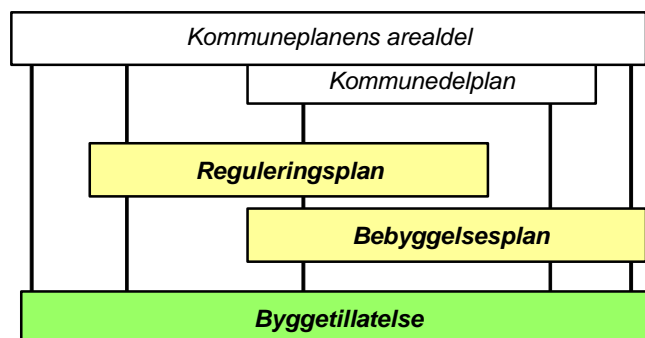 Kommuneplanens arealdel
Kommunedelplan
Reguleringsplan
Bebyggelsesplan
Byggetillatelse